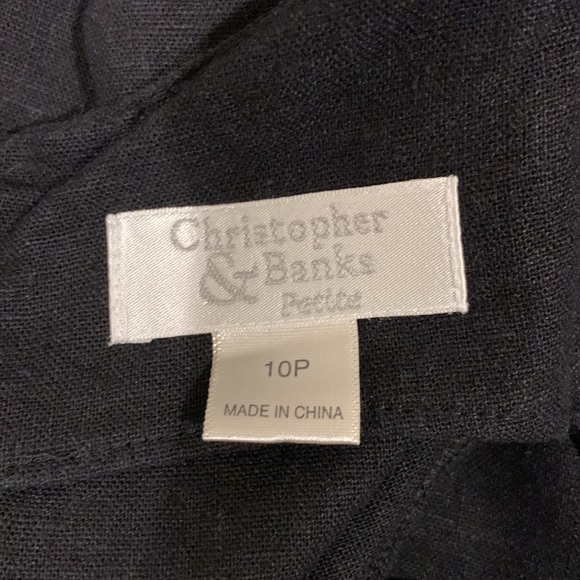 Christopher
& Banks
Petite
10P
MADE IN CHINA